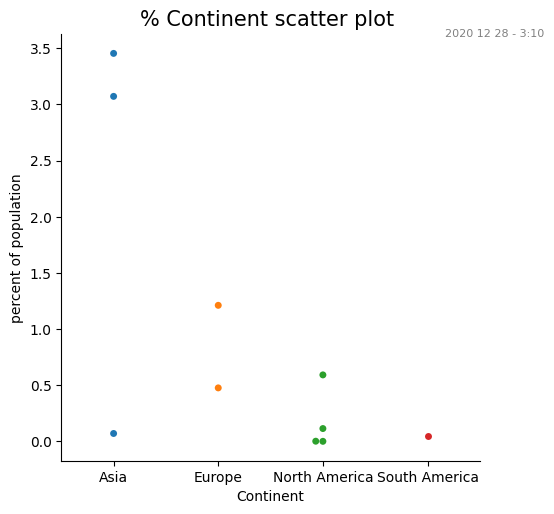 % Continent scatter plot
2020 12 28 - 3:10
percent of population
3.5
3.0
2.5
2.0
1.5
1.0
0.5
0.0
Asia Europe North America South America
Continent